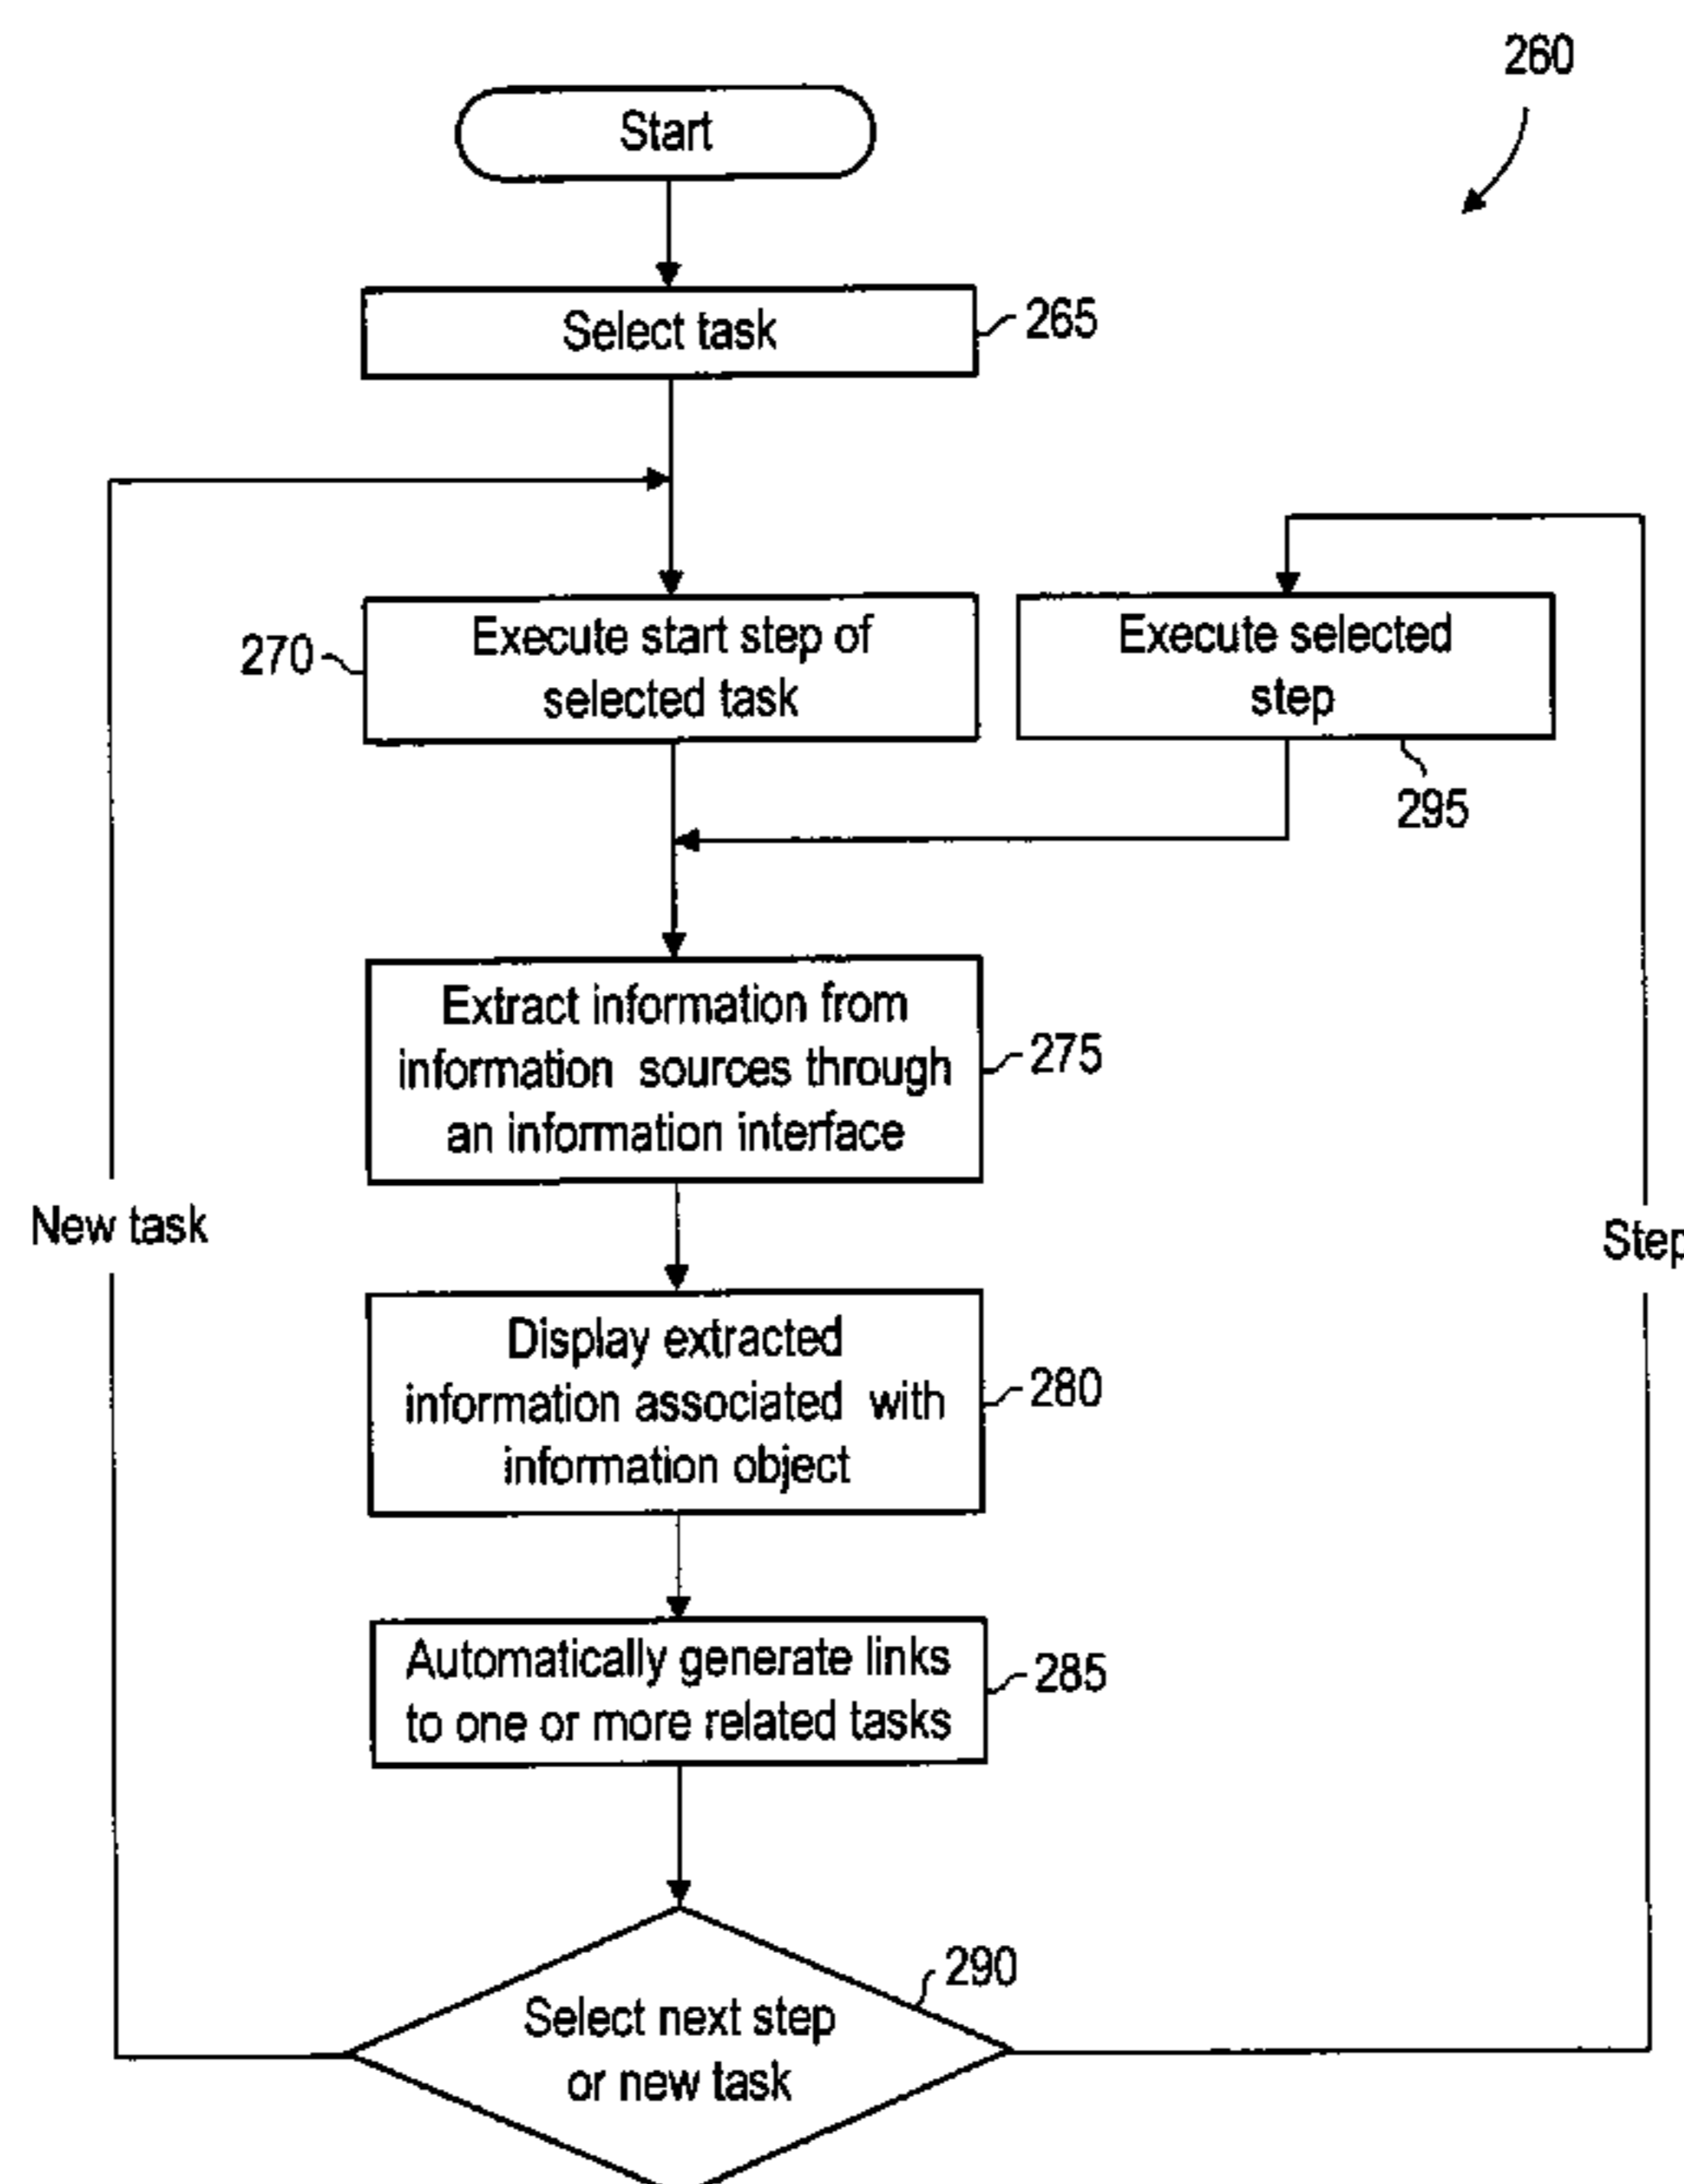 260
Start
Select task
265
270
Execute start step of
selected task
Execute selected
step
295
Extract information from
information sources through
an information interface
275
New task
Step
Display extracted
information associated with
information object
280
Automatically generate links
to one or more related tasks
285
290
Select next step
or new task